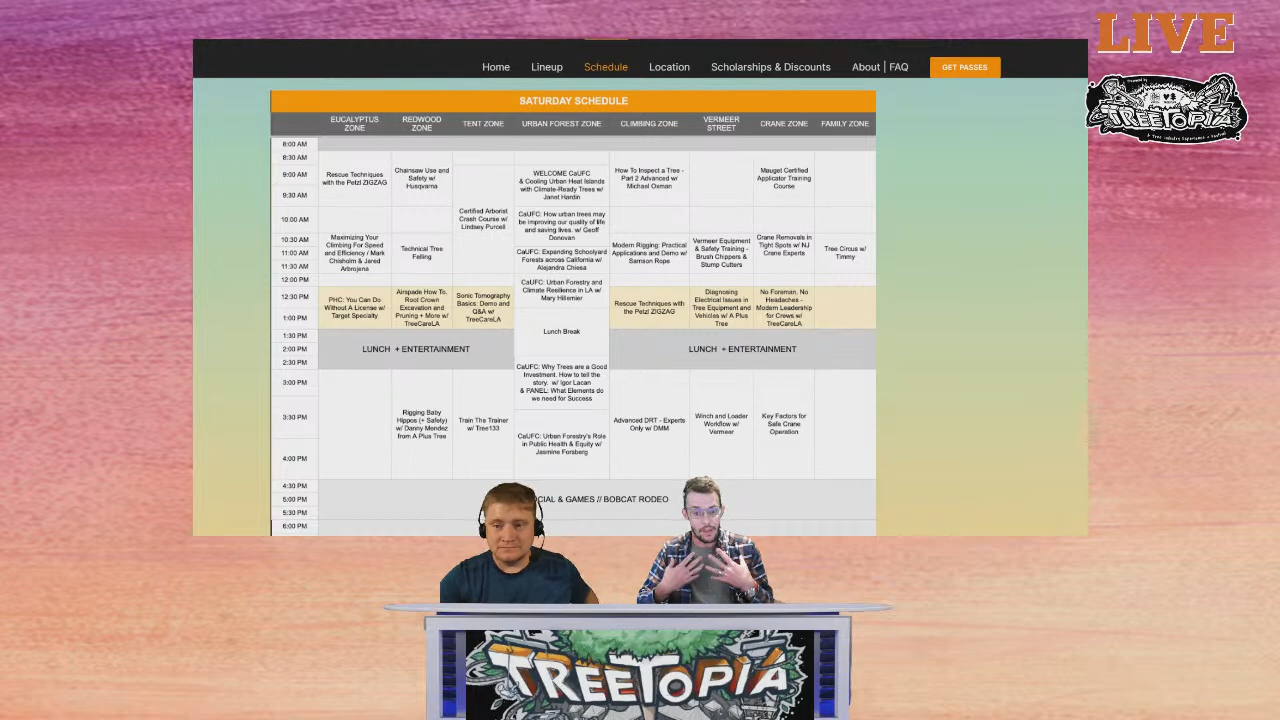 LIVE
Home Lineup Schedule Location Scholarships & Discounts About | FAQ GET PASSES
TREETOPIA
SATURDAY SCHEDULE
EUCALYPTUS
ZONE
REDWOOD
ZONE
TENT ZONE
URBAN FOREST ZONE
CLIMBING ZONE
VERMEER
STREET
CRANE ZONE
FAMILY ZONE
8:00 AM
8:30 AM
9:00 AM
9:30 AM
10:00 AM
10:30 AM
11:00 AM
11:30 AM
12:00 PM
12:30 PM
1:00 PM
1:30 PM
2:00 PM
2:30 PM
3:00 PM
3:30 PM
4:00 PM
4:30 PM
5:00 PM
5:30 PM
6:00 PM
Rescue Techniques
with the Petzl ZIGZAG
Maximizing Your
Climbing For Speed
and Efficiency / Mark
Chisholm & Jared
Arbrojena
PHC: You Can Do
Without A License w/
Target Specialty
Chainsaw Use and
Safety w/
Husqvarna
Technical Tree
Felling
Airspade How To.
Root Crown
Excavation and
Pruning + More w/
TreeCareLA
LUNCH + ENTERTAINMENT
Rigging Baby
Hippos (+ Safety)
w/ Danny Mendez
from A Plus Tree
Certified Arborist
Crash Course w/
Lindsey Purcell
Sonic Tomography
Basics: Demo and
Q&A w/
TreeCareLA
Train The Trainer
w/ Tree133
WELCOME CaUFC
& Cooling Urban Heat Islands
with Climate-Ready Trees w/
Janet Hartin
CaUFC: How urban trees may
be improving our quality of life
and saving lives. w/ Geoff
Donovan
CaUFC: Expanding Schoolyard
Forests across California w/
Alejandra Chiesa
CaUFC: Urban Forestry and
Climate Resilience in LA w/
Mary Hillemier
Lunch Break
CaUFC: Why Trees are a Good
Investment. How to tell the
story. w/ Igor Lacan
& PANEL: What Elements do
we need for Success
CaUFC: Urban Forestry's Role
in Public Health & Equity w/
Jasmine Forsberg
How To Inspect a Tree -
Part 2 Advanced w/
Michael Oxman
Modern Rigging: Practical
Applications and Demo w/
Samson Rope
Rescue Techniques with
the Petzl ZIGZAG
LUNCH + ENTERTAINMENT
Advanced DRT - Experts
Only w/ DMM
Vermeer Equipment
& Safety Training -
Brush Chippers &
Stump Cutters
Diagnosing
Electrical Issues in
Tree Equipment and
Vehicles w/ A Plus
Tree
Winch and Loader
Workflow w/
Vermeer
Mauget Certified
Applicator Training
Course
Crane Removals in
Tight Spots w/ NJ
Crane Experts
No Foreman, No
Headaches -
Modern Leadership
for Crews w/
TreeCareLA
Key Factors for
Safe Crane
Operation
Tree Circus w/
Timmy
OCIAL & GAMES // BOBCAT RODEO
TREETOPIA